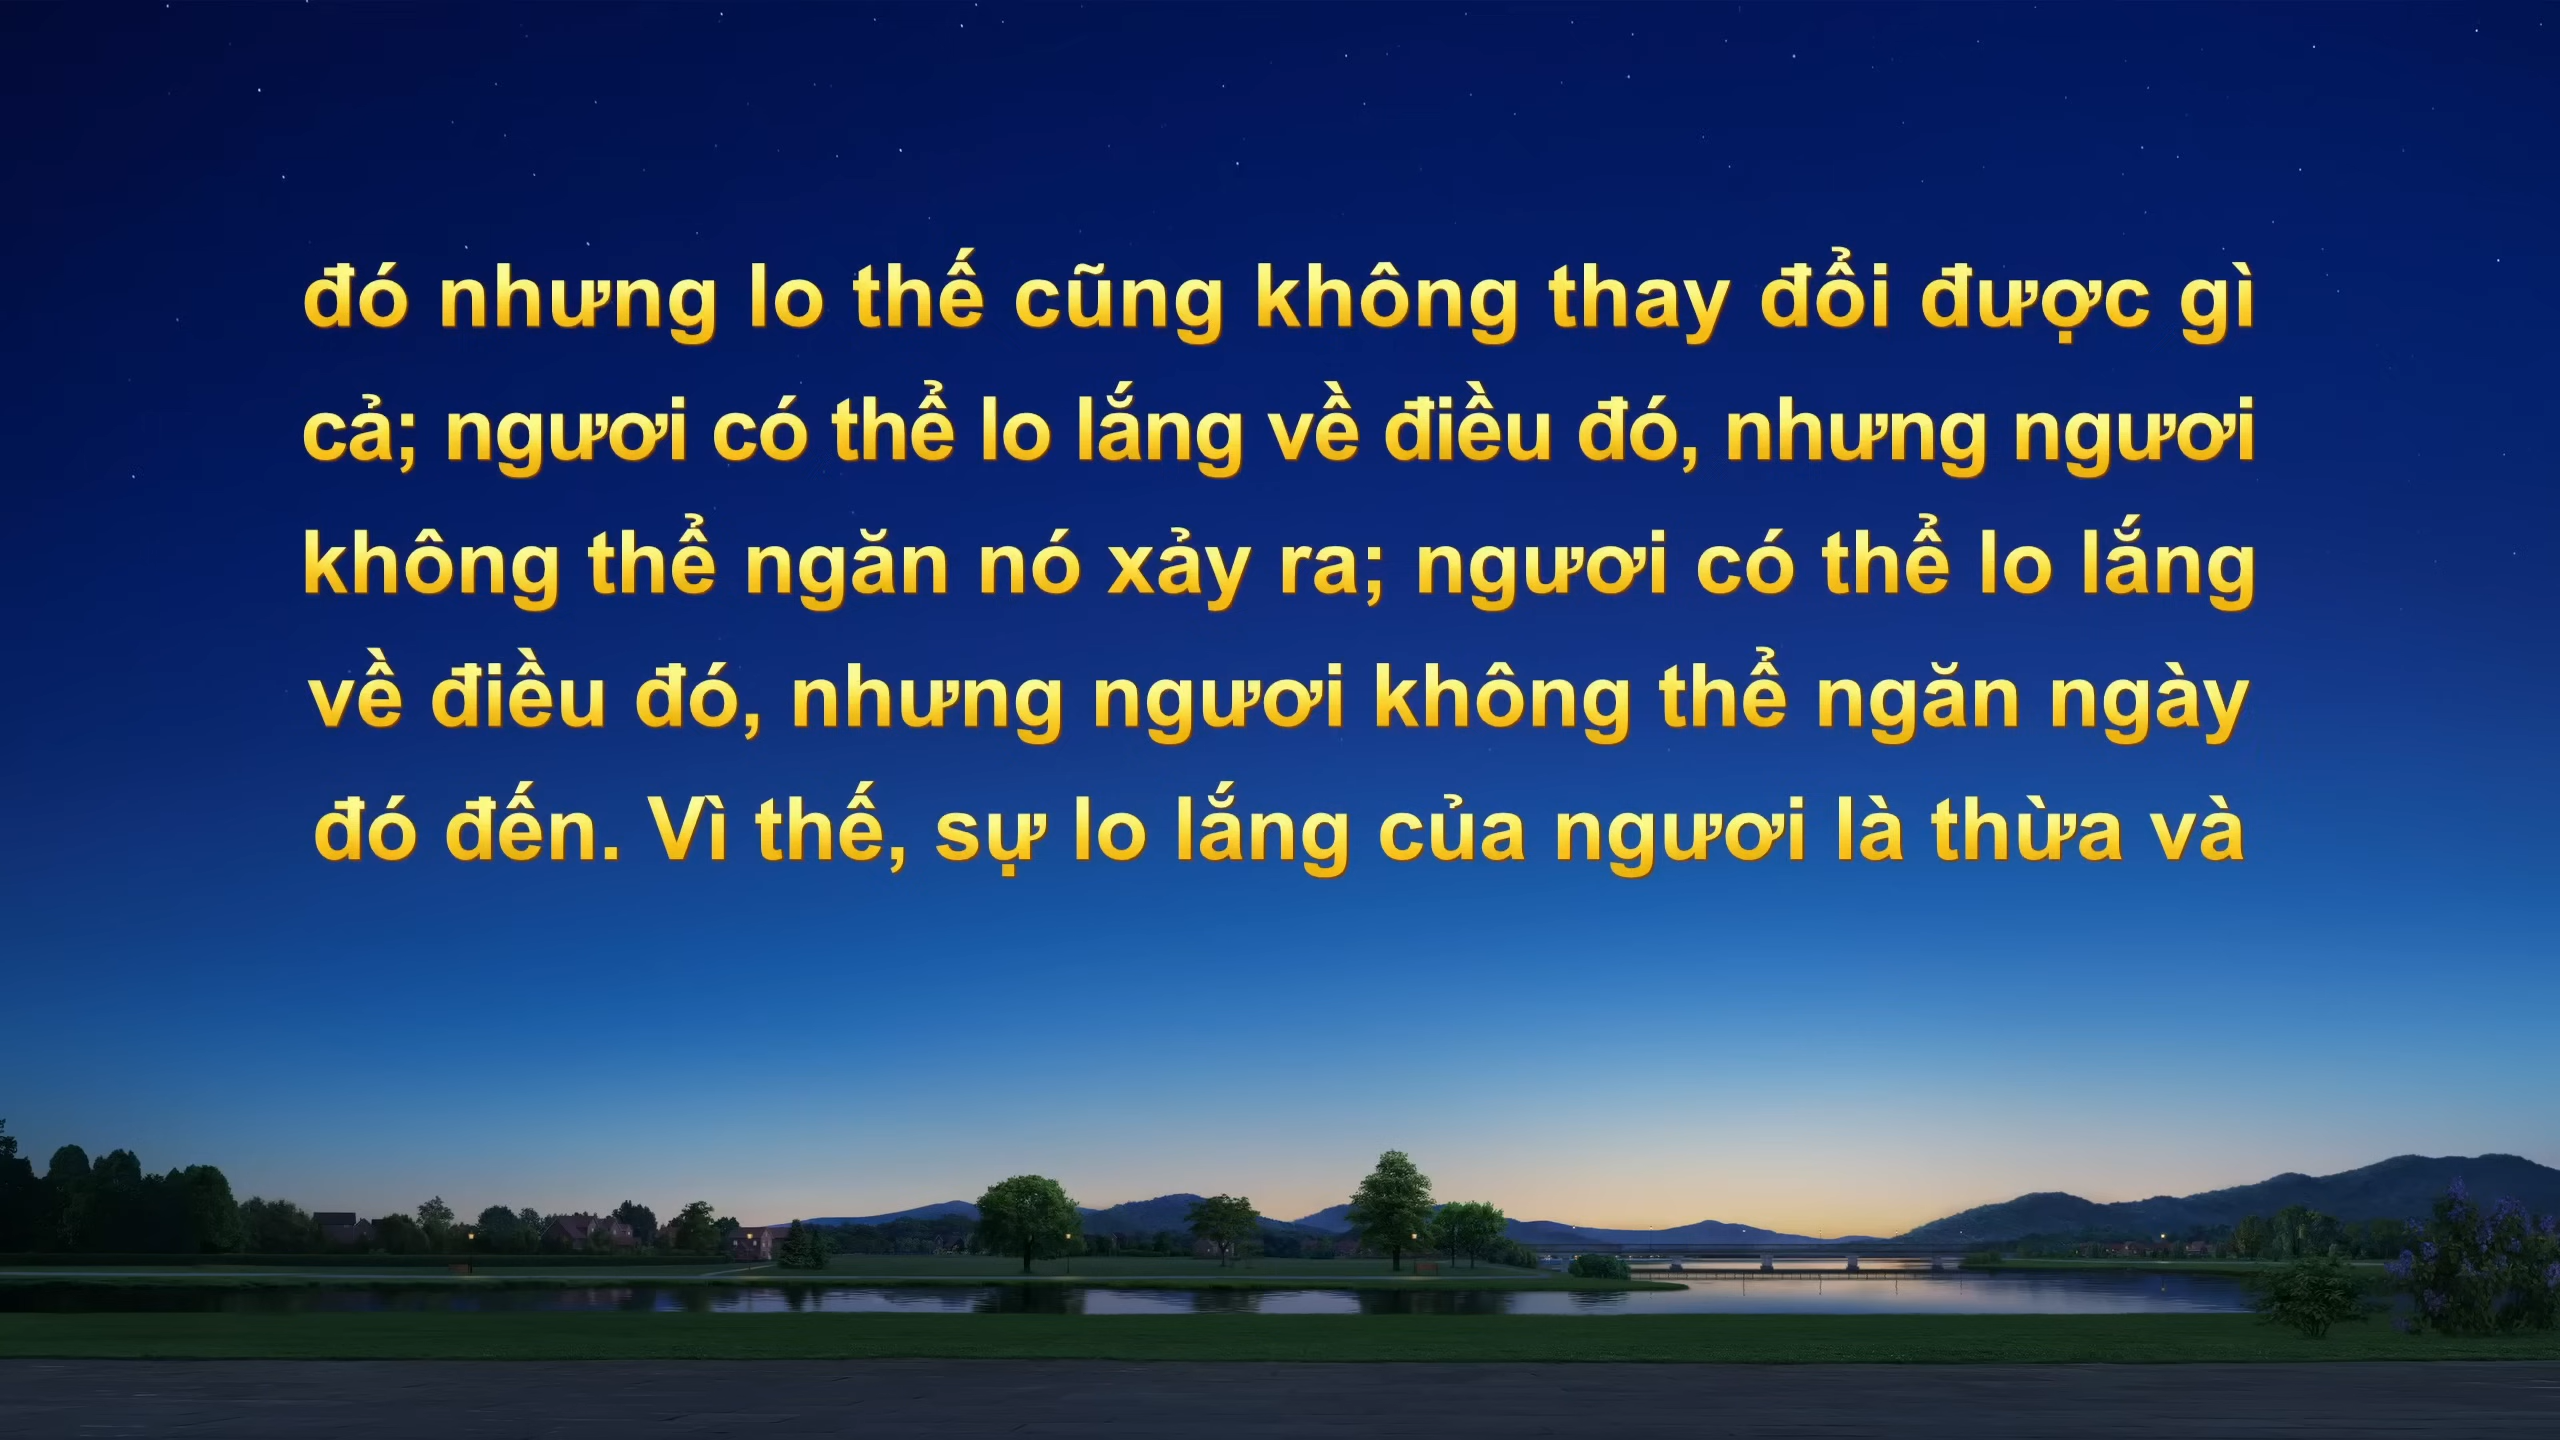 đó nhưng lo thế cũng không thay đổi được gì
cả; ngươi có thể lo lắng về điều đó, nhưng ngươi
không thể ngăn nó xảy ra; ngươi có thể lo lắng
về điều đó, nhưng ngươi không thể ngăn ngày
đó đến. Vì thế, sự lo lắng của ngươi là thừa và